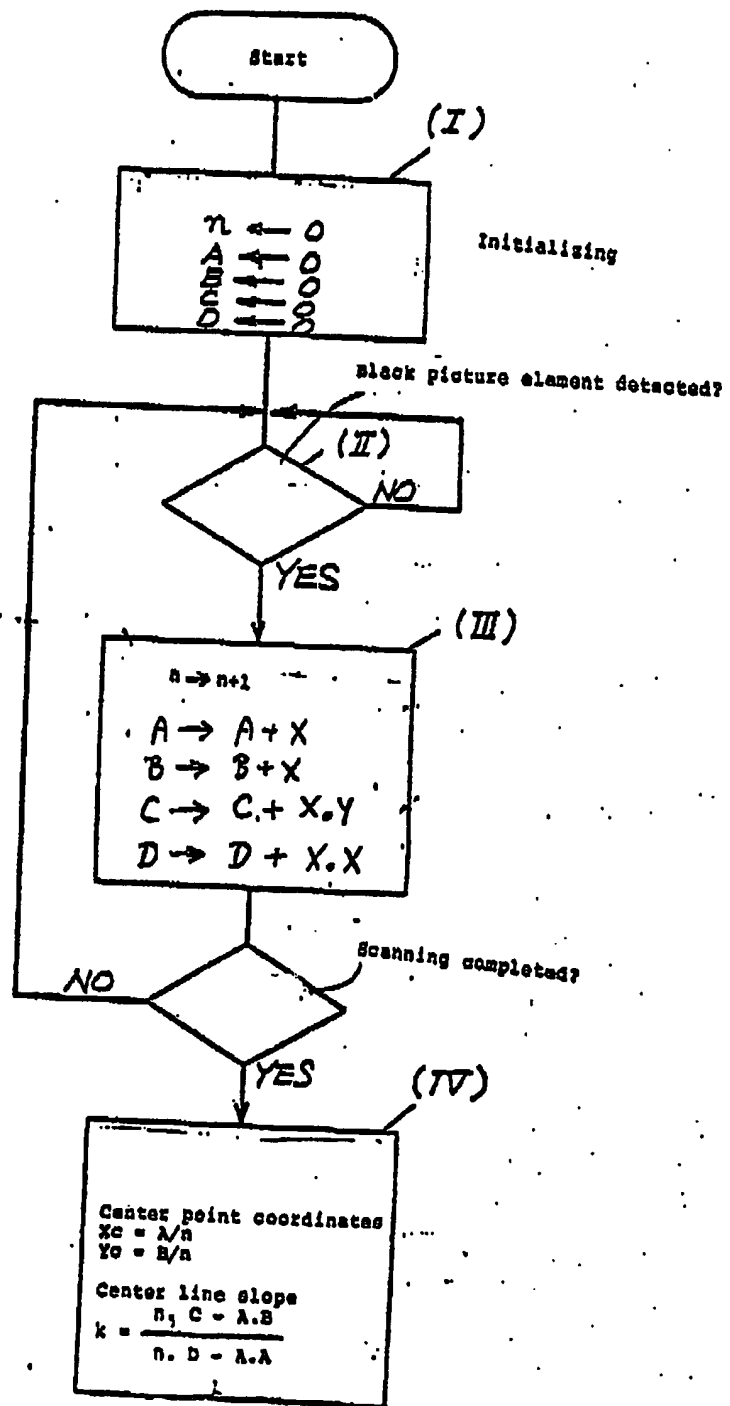 Start
(I)
n ← 0
A ← 0
B ← 0
C ← 0
D ← 0
Initializing
Black picture element detected?
(II)
NO
YES
(III)
n → n+1
A → A + X
B → B + X
C → C + X.Y
D → D + X.X
Scanning completed?
NO
YES
(IV)
Center point coordinates
Xc = A/n
Yc = B/n
Center line slope
k = n, C - A.B
n. D - A.A